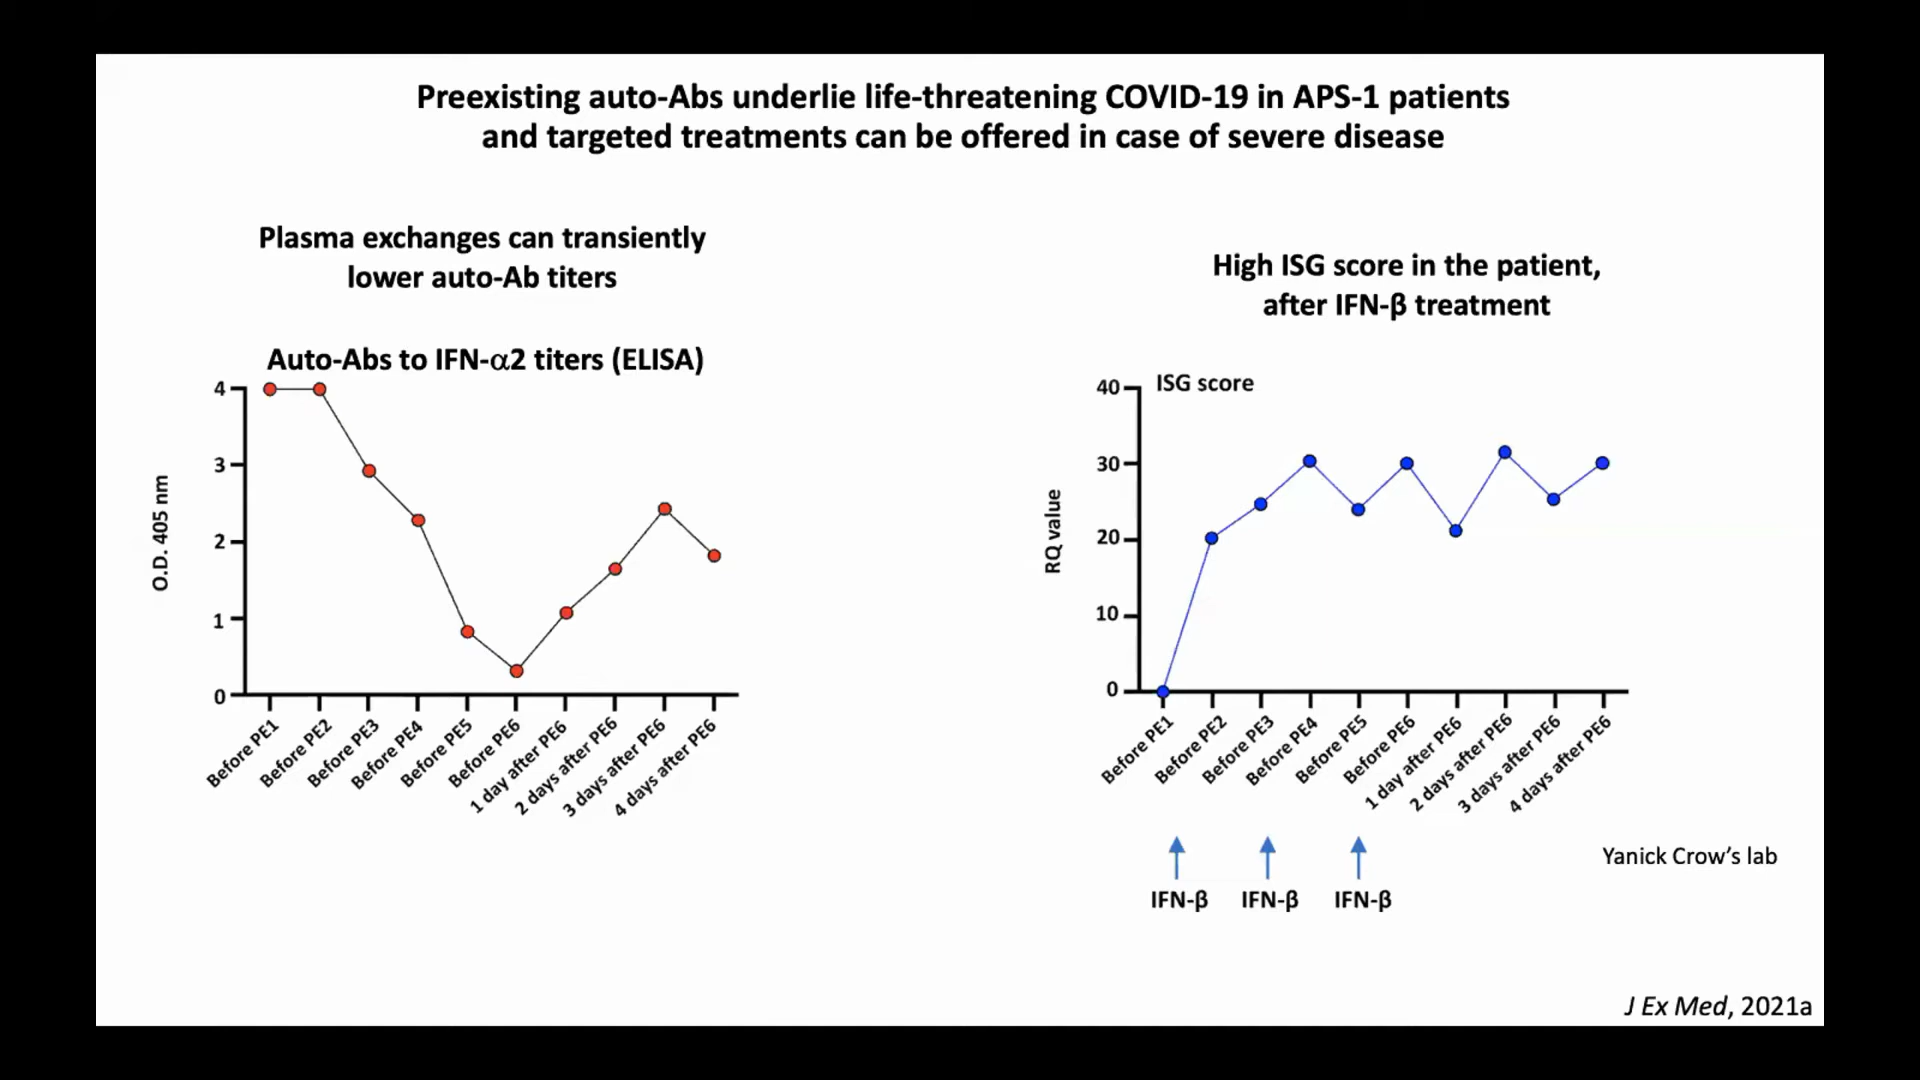 Preexisting auto-Abs underlie life-threatening COVID-19 in APS-1 patients
and targeted treatments can be offered in case of severe disease
Plasma exchanges can transiently
lower auto-Ab titers
Auto-Abs to IFN-α2 titers (ELISA)
4
3
2
1
0
O.D. 405 nm
Before PE1
Before PE2
Before PE3
Before PE4
Before PE5
Before PE6
1 day after PE6
2 days after PE6
3 days after PE6
4 days after PE6
High ISG score in the patient,
after IFN-β treatment
ISG score
40
30
20
10
0
RQ value
Before PE1
Before PE2
Before PE3
Before PE4
Before PE5
Before PE6
1 day after PE6
2 days after PE6
3 days after PE6
4 days after PE6
IFN-β IFN-β IFN-β
Yanick Crow's lab
J Ex Med, 2021a